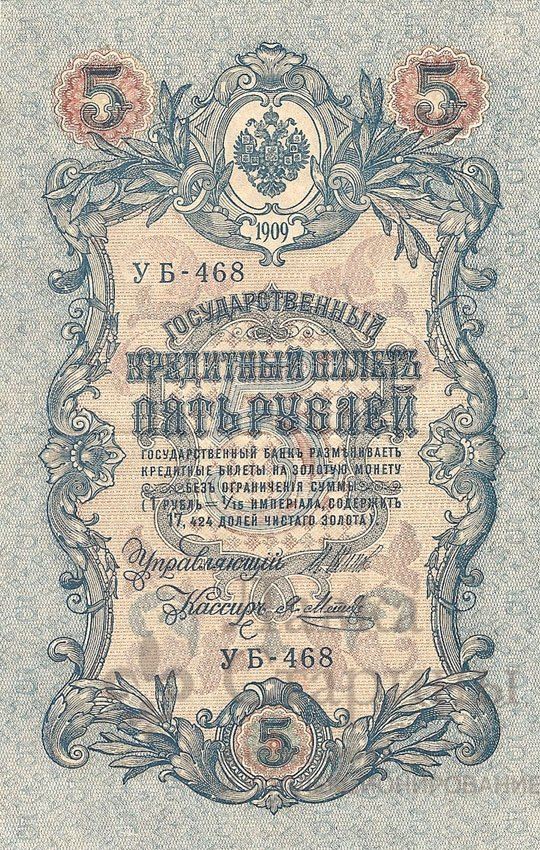 5 5
1909
УБ-468
ГОСУДАРСТВЕННЫЙ
КРЕДИТНЫЙ БИЛЕТЪ
ПЯТЬ РУБЛЕЙ
ГОСУДАРСТВЕННЫЙ БАНКЪ РАЗМѢНИВАЕТЪ
КРЕДИТНЫЕ БИЛЕТЫ НА ЗОЛОТУЮ МОНЕТУ
БЕЗЪ ОГРАНИЧЕНІЯ СУММЫ
(1 РУБЛЬ = 1/15 ИМПЕРІАЛА, СОДЕРЖИТЪ
17,424 ДОЛЕЙ ЧИСТАГО ЗОЛОТА).
Управляющій
Кассиръ
УБ-468
5